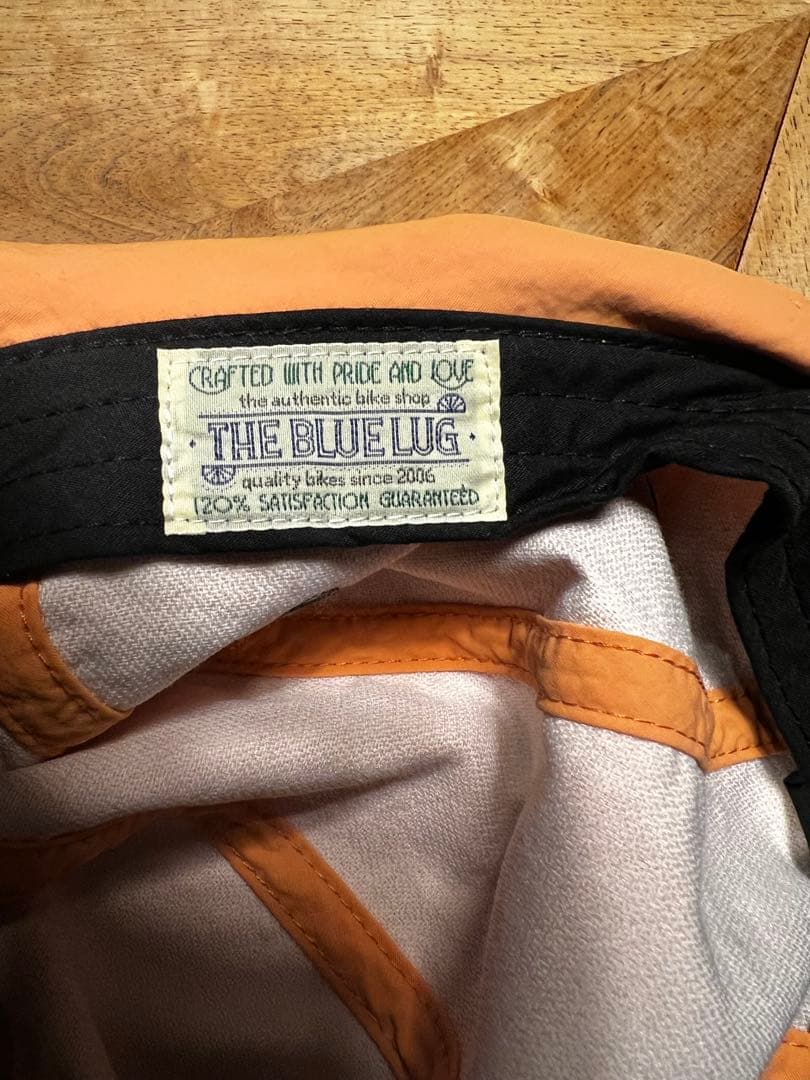 CRAFTED WITH PRIDE AND LOVE
the authentic bike shop
THE BLUE LUG
quality bikes since 2006
120% SATISFACTION GUARANTEED